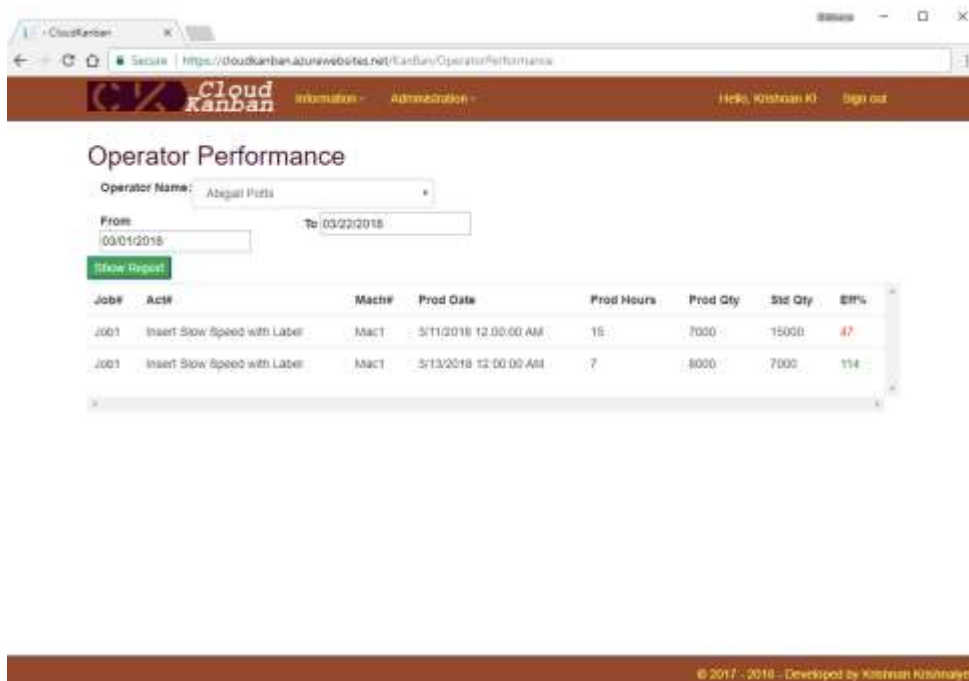 - CloudKanban
Secure | https://cloudkanban.azurewebsites.net/KanBan/OperatorPerformance
CK Cloud Kanban Information Administration Hello, Krishnan K! Sign out
Operator Performance
Operator Name: Abigail Potts
From To 03/22/2018
03/01/2018
Show Report
Job# Act# Mach# Prod Date Prod Hours Prod Qty Std Qty Eff%
Job1 Insert Slow Speed with Label Mac1 3/11/2018 12:00:00 AM 15 7000 15000 47
Job1 Insert Slow Speed with Label Mac1 3/13/2018 12:00:00 AM 7 8000 7000 114
© 2017 - 2018 - Developed by Krishnan